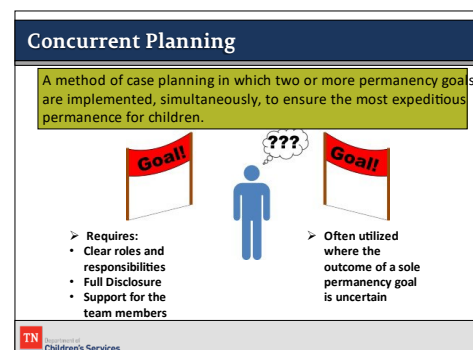 Concurrent Planning
A method of case planning in which two or more permanency goals
are implemented, simultaneously, to ensure the most expeditious
permanence for children.
???
Goal!
Goal!
➢ Requires:
• Clear roles and
responsibilities
• Full Disclosure
• Support for the
team members
➢ Often utilized
where the
outcome of a sole
permanency goal
is uncertain
TN
Department of
Children's Services